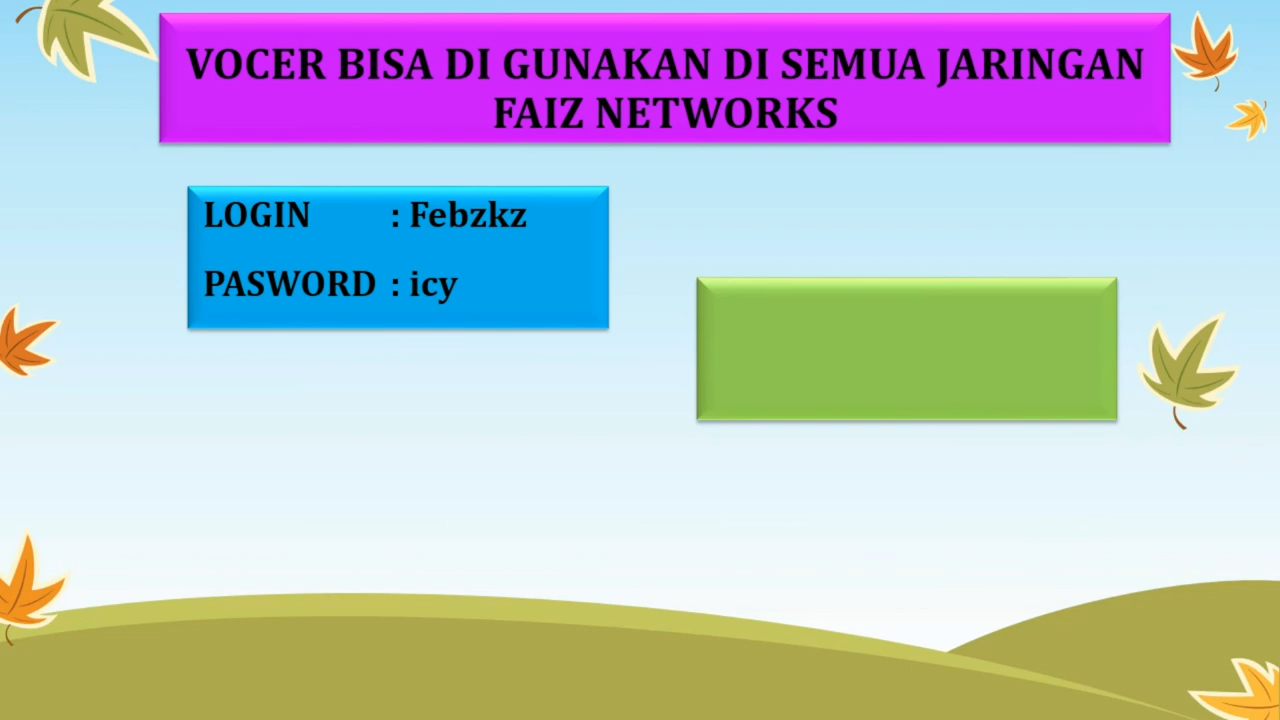 VOCER BISA DI GUNAKAN DI SEMUA JARINGAN
FAIZ NETWORKS
LOGIN : Febzkz
PASWORD : icy